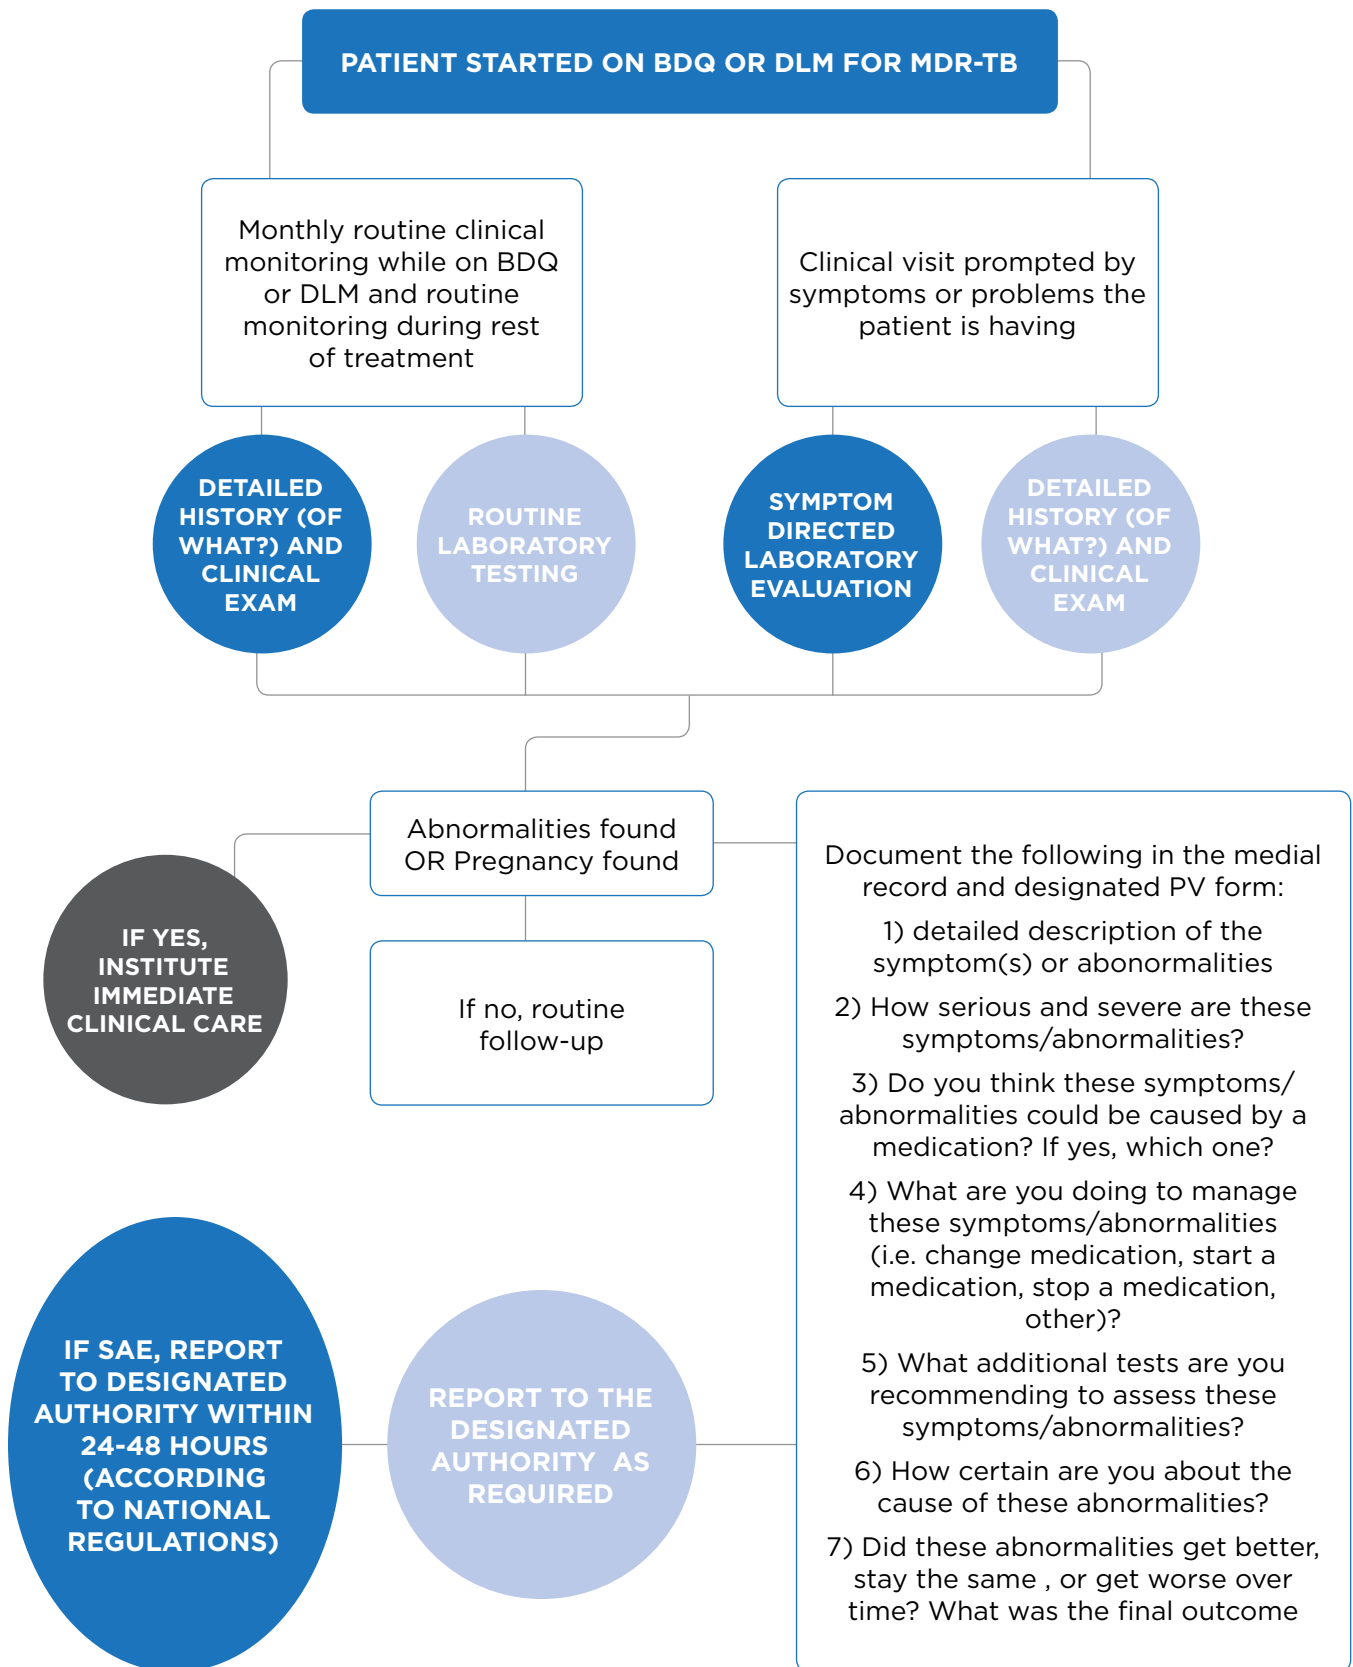 PATIENT STARTED ON BDQ OR DLM FOR MDR-TB
Monthly routine clinical
monitoring while on BDQ
or DLM and routine
monitoring during rest
of treatment
Clinical visit prompted by
symptoms or problems the
patient is having
DETAILED
HISTORY (OF
WHAT?) AND
CLINICAL
EXAM
ROUTINE
LABORATORY
TESTING
SYMPTOM
DIRECTED
LABORATORY
EVALUATION
DETAILED
HISTORY (OF
WHAT?) AND
CLINICAL
EXAM
Abnormalities found
OR Pregnancy found
IF YES,
INSTITUTE
IMMEDIATE
CLINICAL CARE
If no, routine
follow-up
Document the following in the medial
record and designated PV form:
1) detailed description of the
symptom(s) or abonormalities
2) How serious and severe are these
symptoms/abnormalities?
3) Do you think these symptoms/
abnormalities could be caused by a
medication? If yes, which one?
4) What are you doing to manage
these symptoms/abnormalities
(i.e. change medication, start a
medication, stop a medication,
other)?
5) What additional tests are you
recommending to assess these
symptoms/abnormalities?
6) How certain are you about the
cause of these abnormalities?
7) Did these abnormalities get better,
stay the same , or get worse over
time? What was the final outcome
IF SAE, REPORT
TO DESIGNATED
AUTHORITY WITHIN
24-48 HOURS
(ACCORDING
TO NATIONAL
REGULATIONS)
REPORT TO THE
DESIGNATED
AUTHORITY  AS
REQUIRED